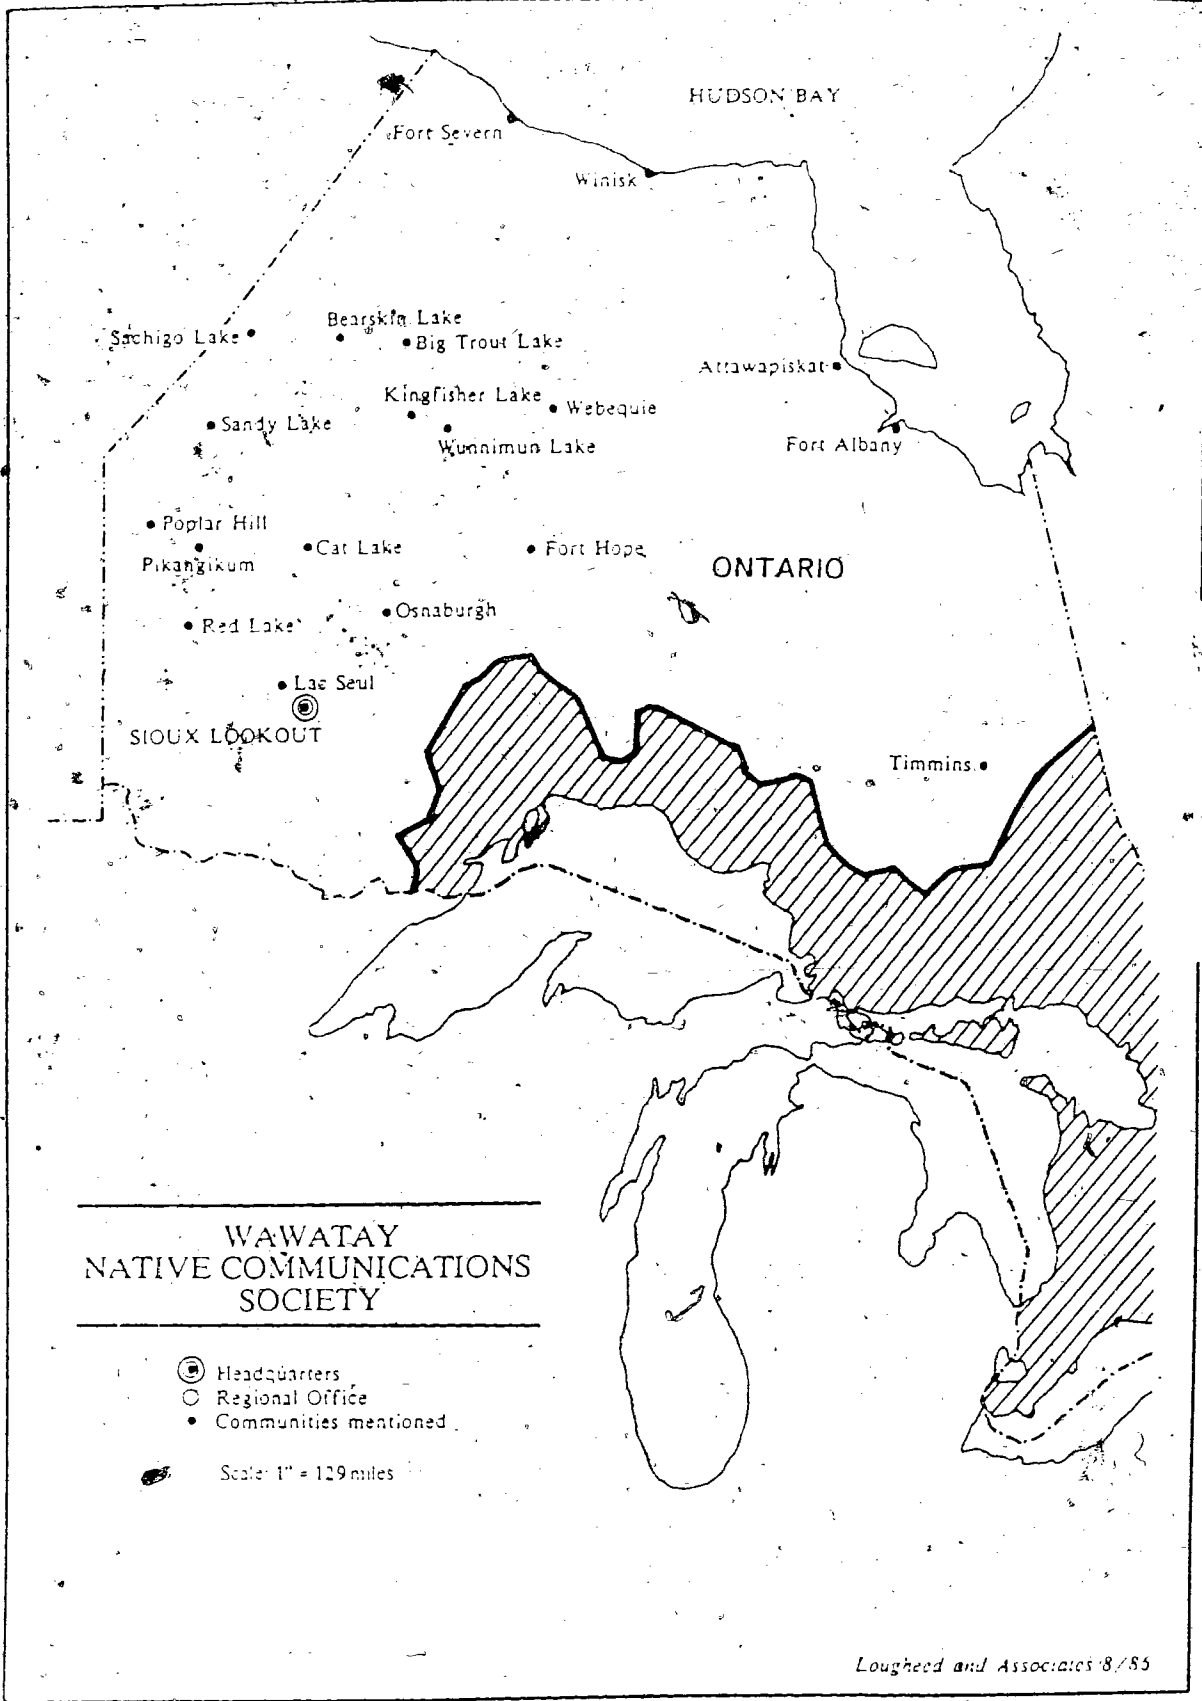 HUDSON BAY
Fort Severn
Winisk
Bearskin Lake
Sachigo Lake
Big Trout Lake
Attawapiskat
Kingfisher Lake
Webequie
Sandy Lake
Wunnimun Lake
Fort Albany
Poplar Hill
Cat Lake
Fort Hope
Pikangikum
ONTARIO
Osnaburgh
Red Lake
Lac Seul
SIOUX LOOKOUT
Timmins
WAWATAY
NATIVE COMMUNICATIONS
SOCIETY
Headquarters
Regional Office
Communities mentioned
Scale: 1" = 129 miles
Lougheed and Associates 8/85